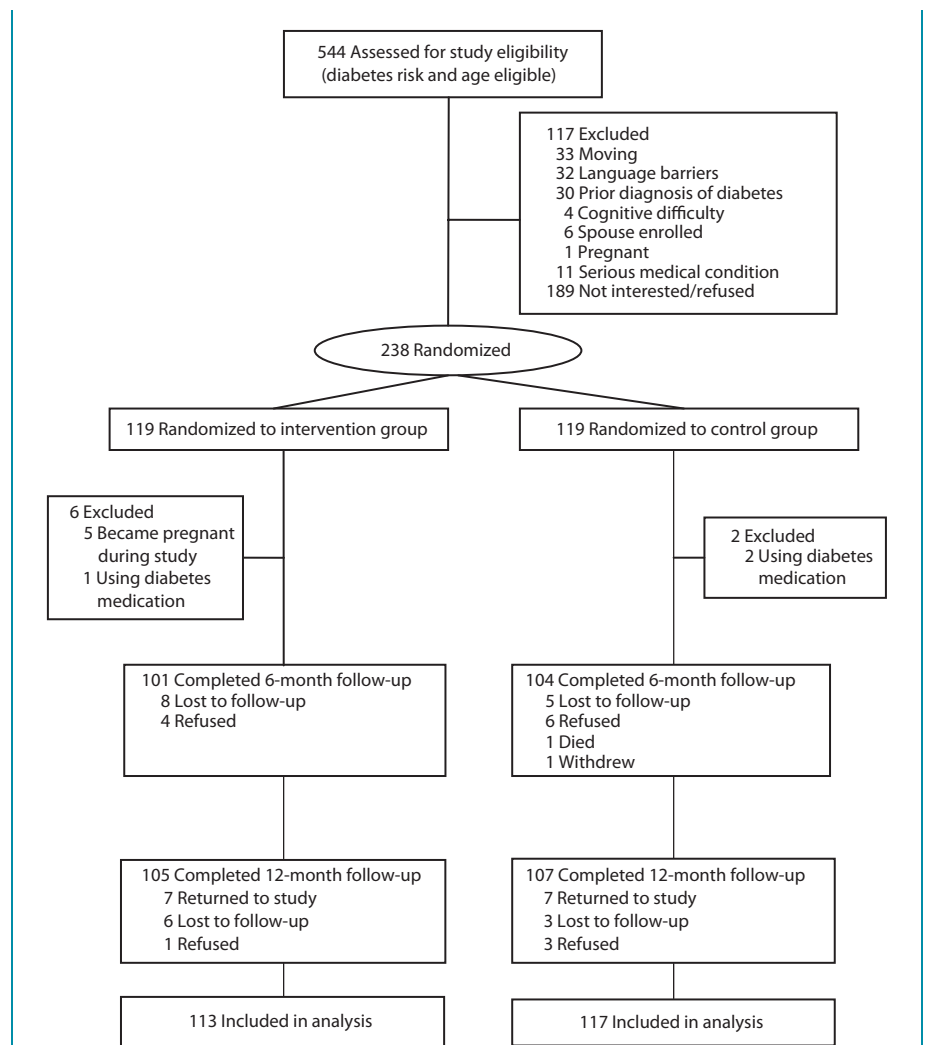 544 Assessed for study eligibility
(diabetes risk and age eligible)
117 Excluded
33 Moving
32 Language barriers
30 Prior diagnosis of diabetes
4 Cognitive difficulty
6 Spouse enrolled
1 Pregnant
11 Serious medical condition
189 Not interested/refused
238 Randomized
119 Randomized to intervention group
119 Randomized to control group
6 Excluded
5 Became pregnant
during study
1 Using diabetes
medication
2 Excluded
2 Using diabetes
medication
101 Completed 6-month follow-up
8 Lost to follow-up
4 Refused
104 Completed 6-month follow-up
5 Lost to follow-up
6 Refused
1 Died
1 Withdrew
105 Completed 12-month follow-up
7 Returned to study
6 Lost to follow-up
1 Refused
107 Completed 12-month follow-up
7 Returned to study
3 Lost to follow-up
3 Refused
113 Included in analysis
117 Included in analysis